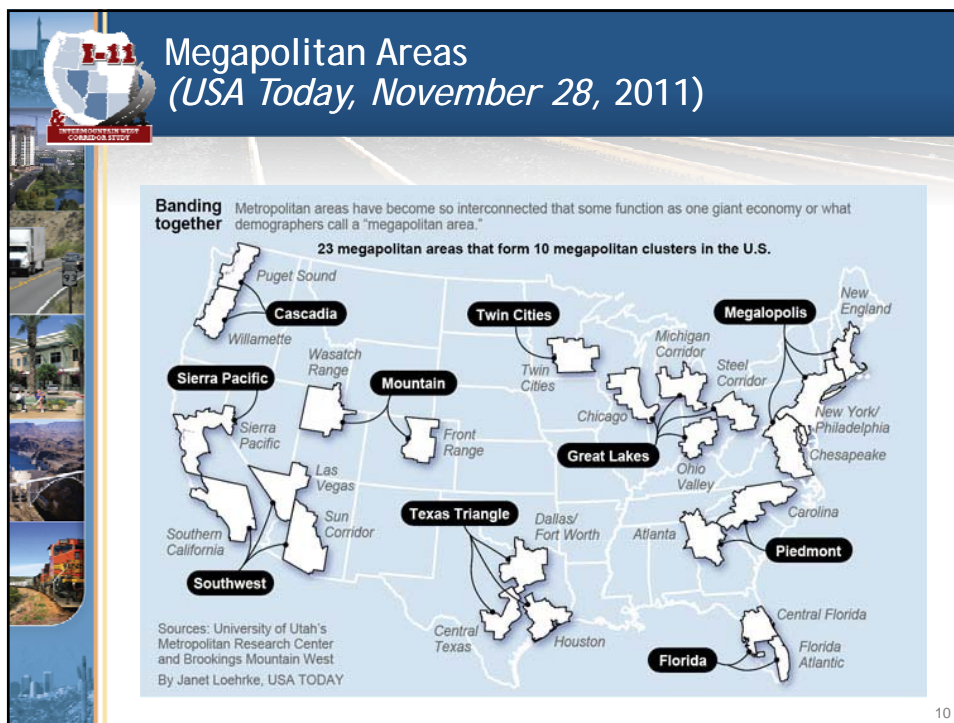 I-11
&
INTERMOUNTAIN WEST
CORRIDOR STUDY
Megapolitan Areas
(USA Today, November 28, 2011)
93
Banding
together
Metropolitan areas have become so interconnected that some function as one giant economy or what
demographers call a “megapolitan area.”
23 megapolitan areas that form 10 megapolitan clusters in the U.S.
Puget Sound
Cascadia
Willamette
Twin Cities
Twin
Cities
Megalopolis
New
England
Michigan
Corridor
Steel
Corridor
Wasatch
Range
Sierra Pacific
Mountain
Sierra
Pacific
Front
Range
Chicago
Great Lakes
Ohio
Valley
New York/
Philadelphia
Chesapeake
Las
Vegas
Sun
Corridor
Southern
California
Southwest
Texas Triangle
Dallas/
Fort Worth
Atlanta
Carolina
Piedmont
Central
Texas
Houston
Central Florida
Florida
Florida
Atlantic
Sources: University of Utah’s
Metropolitan Research Center
and Brookings Mountain West
By Janet Loehrke, USA TODAY
10